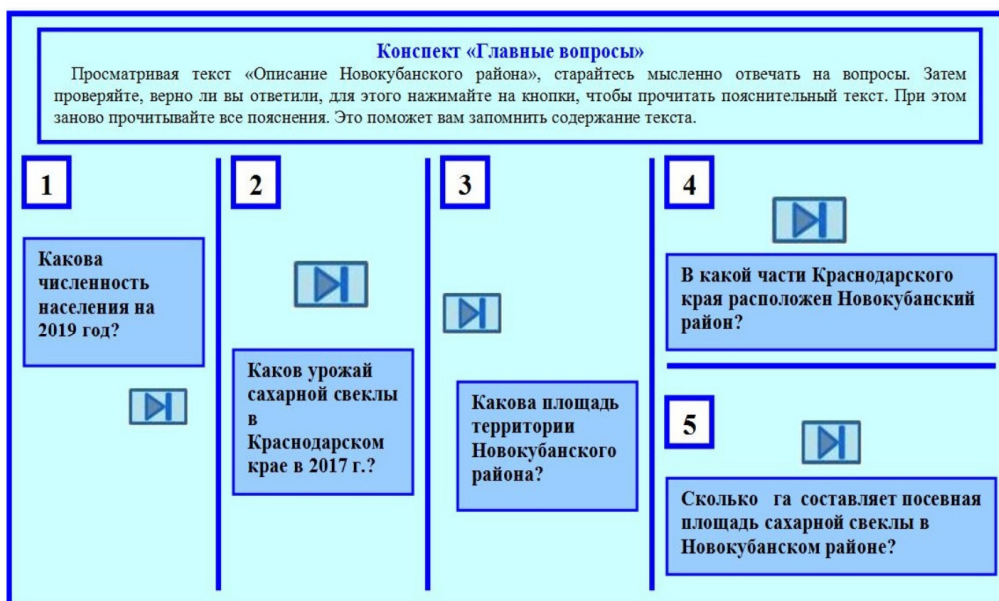 Конспект «Главные вопросы»
Просматривая текст «Описание Новокубанского района», старайтесь мысленно отвечать на вопросы. Затем
проверяйте, верно ли вы ответили, для этого нажимайте на кнопки, чтобы прочитать пояснительный текст. При этом
заново прочитывайте все пояснения. Это поможет вам запомнить содержание текста.
1
Какова
численность
населения на
2019 год?
2
Каков урожай
сахарной свеклы
в
Краснодарском
крае в 2017 г.?
3
Какова площадь
территории
Новокубанского
района?
4
В какой части Краснодарского
края расположен Новокубанский
район?
5
Сколько га составляет посевная
площадь сахарной свеклы в
Новокубанском районе?